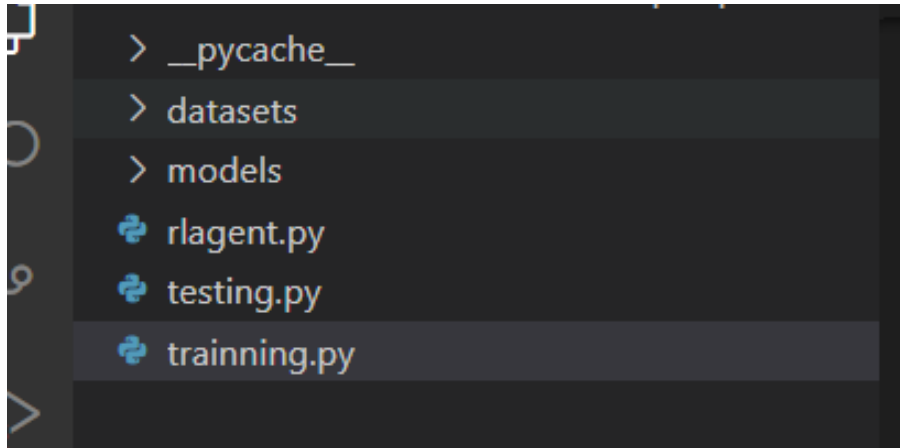 __pycache__
datasets
models
rlagent.py
testing.py
trainning.py